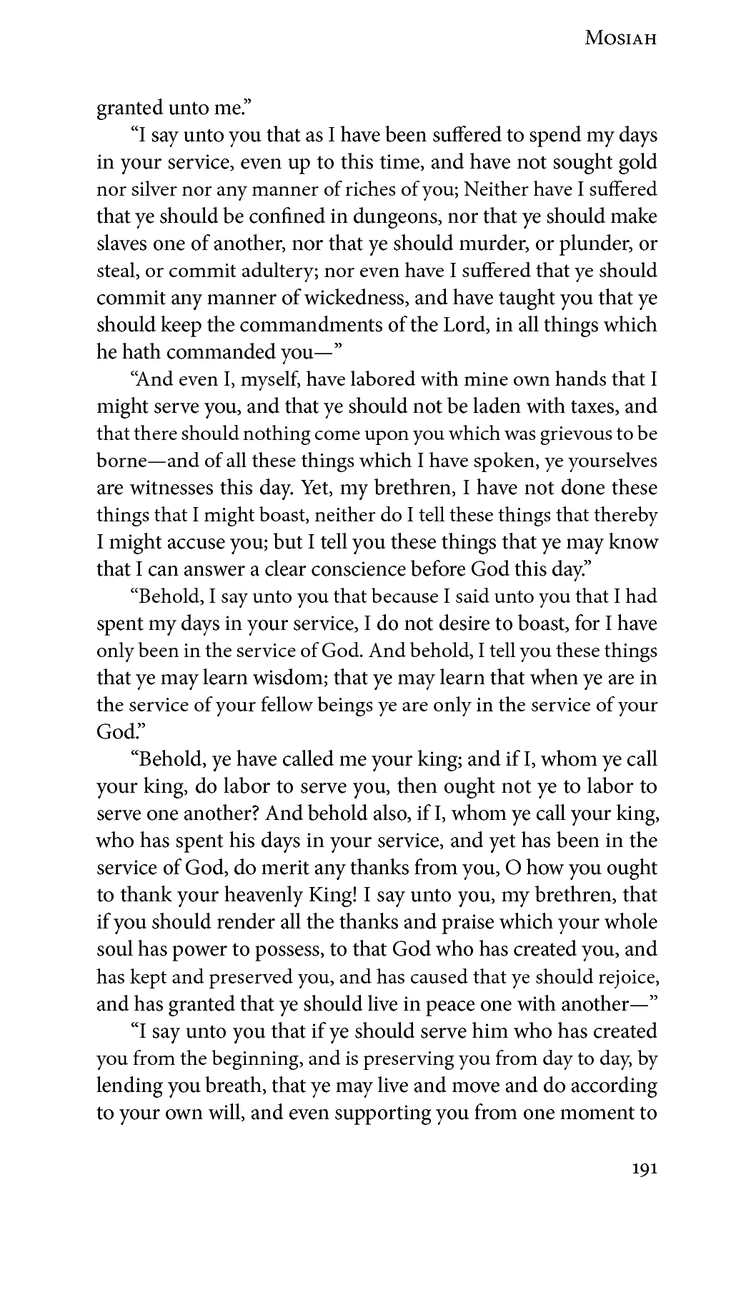 Mosiah
granted unto me.”
“I say unto you that as I have been suffered to spend my days
in your service, even up to this time, and have not sought gold
nor silver nor any manner of riches of you; Neither have I suffered
that ye should be confined in dungeons, nor that ye should make
slaves one of another, nor that ye should murder, or plunder, or
steal, or commit adultery; nor even have I suffered that ye should
commit any manner of wickedness, and have taught you that ye
should keep the commandments of the Lord, in all things which
he hath commanded you—”
“And even I, myself, have labored with mine own hands that I
might serve you, and that ye should not be laden with taxes, and
that there should nothing come upon you which was grievous to be
borne—and of all these things which I have spoken, ye yourselves
are witnesses this day. Yet, my brethren, I have not done these
things that I might boast, neither do I tell these things that thereby
I might accuse you; but I tell you these things that ye may know
that I can answer a clear conscience before God this day.”
“Behold, I say unto you that because I said unto you that I had
spent my days in your service, I do not desire to boast, for I have
only been in the service of God. And behold, I tell you these things
that ye may learn wisdom; that ye may learn that when ye are in
the service of your fellow beings ye are only in the service of your
God.”
“Behold, ye have called me your king; and if I, whom ye call
your king, do labor to serve you, then ought not ye to labor to
serve one another? And behold also, if I, whom ye call your king,
who has spent his days in your service, and yet has been in the
service of God, do merit any thanks from you, O how you ought
to thank your heavenly King! I say unto you, my brethren, that
if you should render all the thanks and praise which your whole
soul has power to possess, to that God who has created you, and
has kept and preserved you, and has caused that ye should rejoice,
and has granted that ye should live in peace one with another—”
“I say unto you that if ye should serve him who has created
you from the beginning, and is preserving you from day to day, by
lending you breath, that ye may live and move and do according
to your own will, and even supporting you from one moment to
191